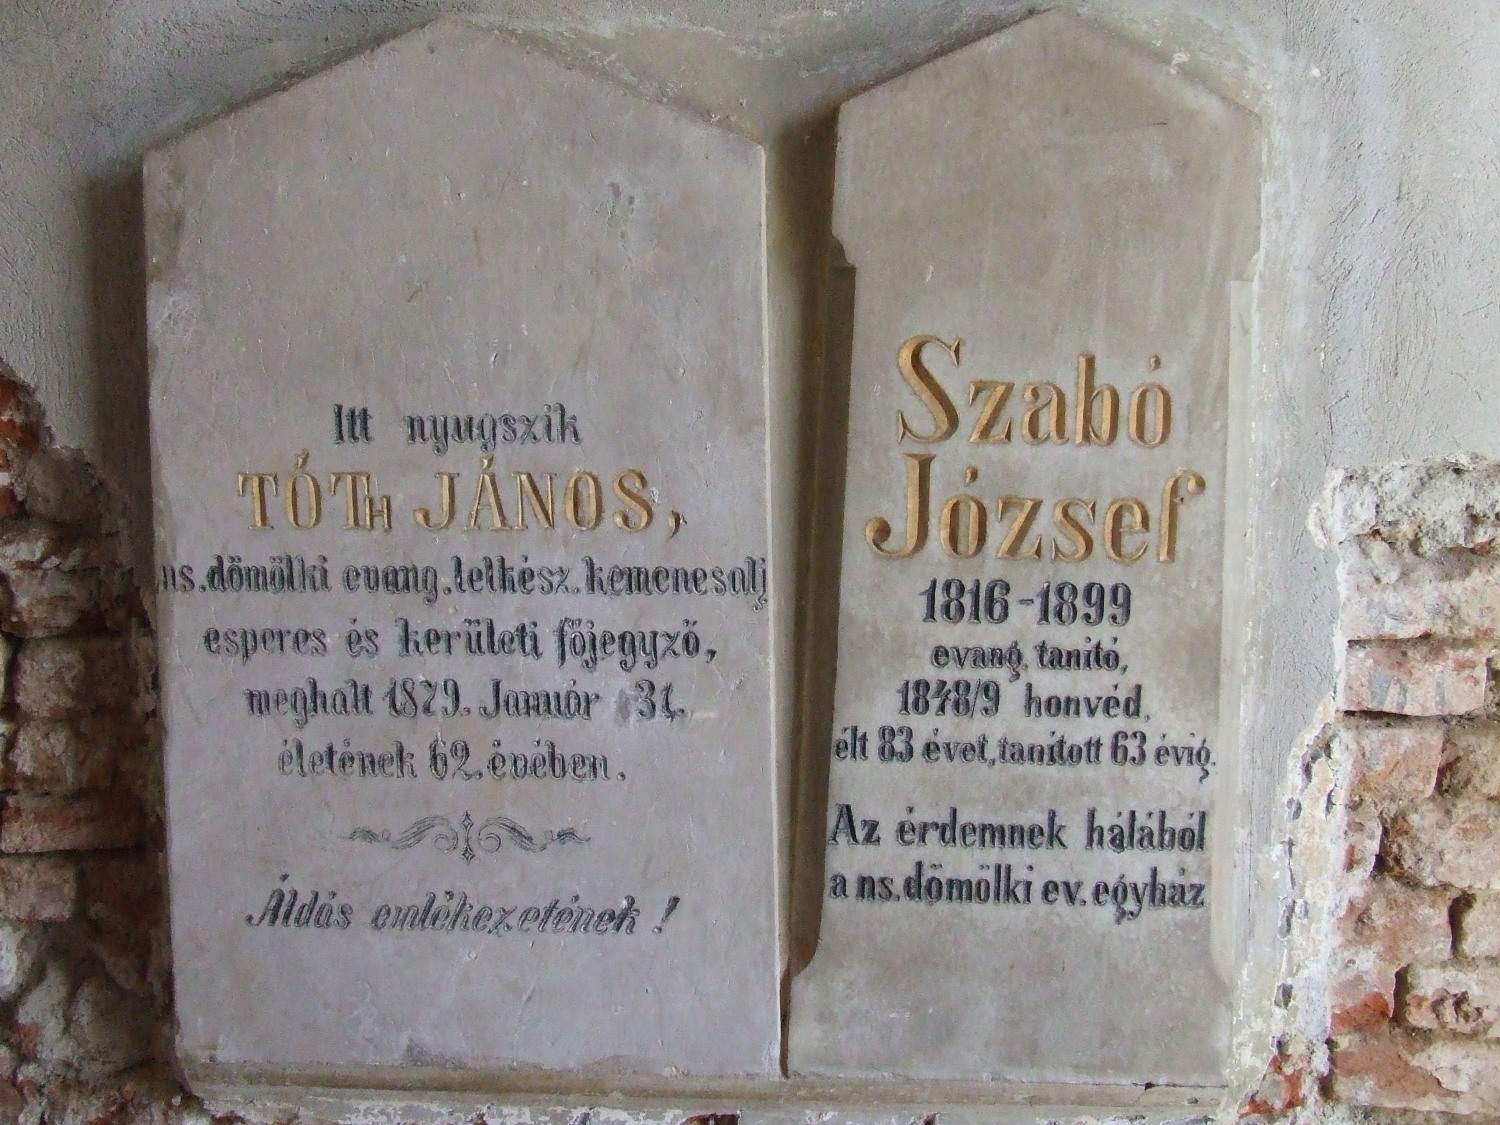 Itt nyugszik
TÓTH JÁNOS,
ns.dömölki evang.lelkész.kemenesalj
esperes és kerületi főjegyző,
meghalt 1879. Január 31.
életének 62. évében.
Áldás emlékezetének!
Szabó
József
1816-1899
evang. tanitó,
1848/9 honvéd.
élt 83 évet, tanitott 63 évig.
Az érdemnek hálából
a ns.dömölki ev. egyház